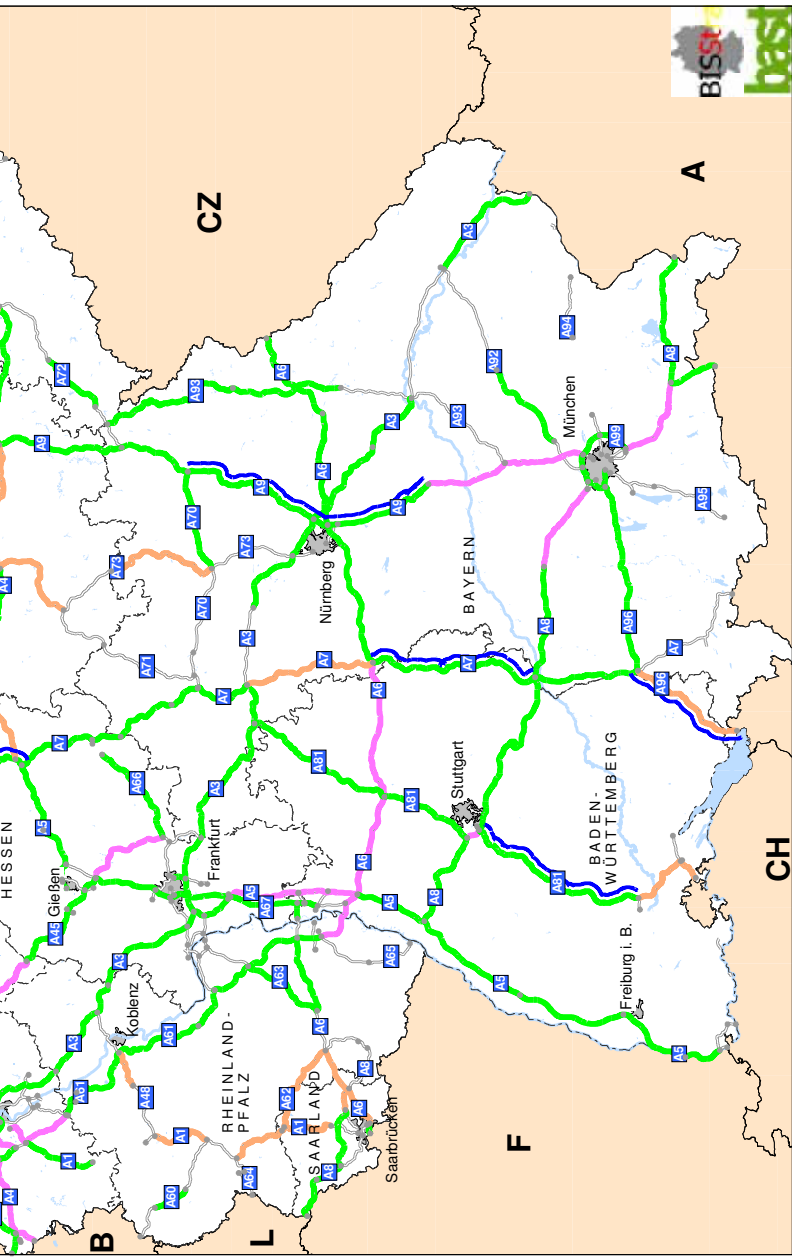 HESSEN
CZ
A
B
L
F
CH
BAYERN
BADEN-
WÜRTTEMBERG
RHEINLAND-
PFALZ
SAARLAND
Gießen
Frankfurt
Koblenz
Nürnberg
München
Stuttgart
Freiburg i. B.
Saarbrücken
BISSt
bast
A4
A9
A72
A93
A6
A3
A92
A94
A8
A93
A3
A6
A9
A70
A73
A73
A9
A99
A95
A71
A70
A3
A7
A7
A7
A6
A8
A96
A7
A96
A7
A66
A3
A81
A81
A5
A45
A5
A67
A6
A5
A8
A81
A65
A63
A3
A61
A3
A61
A48
A1
A1
A4
A60
A64
A62
A1
A6
A8
A6
A8
A5
A5